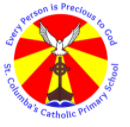 Every Person is Precious to God
St. Columba's Catholic Primary School